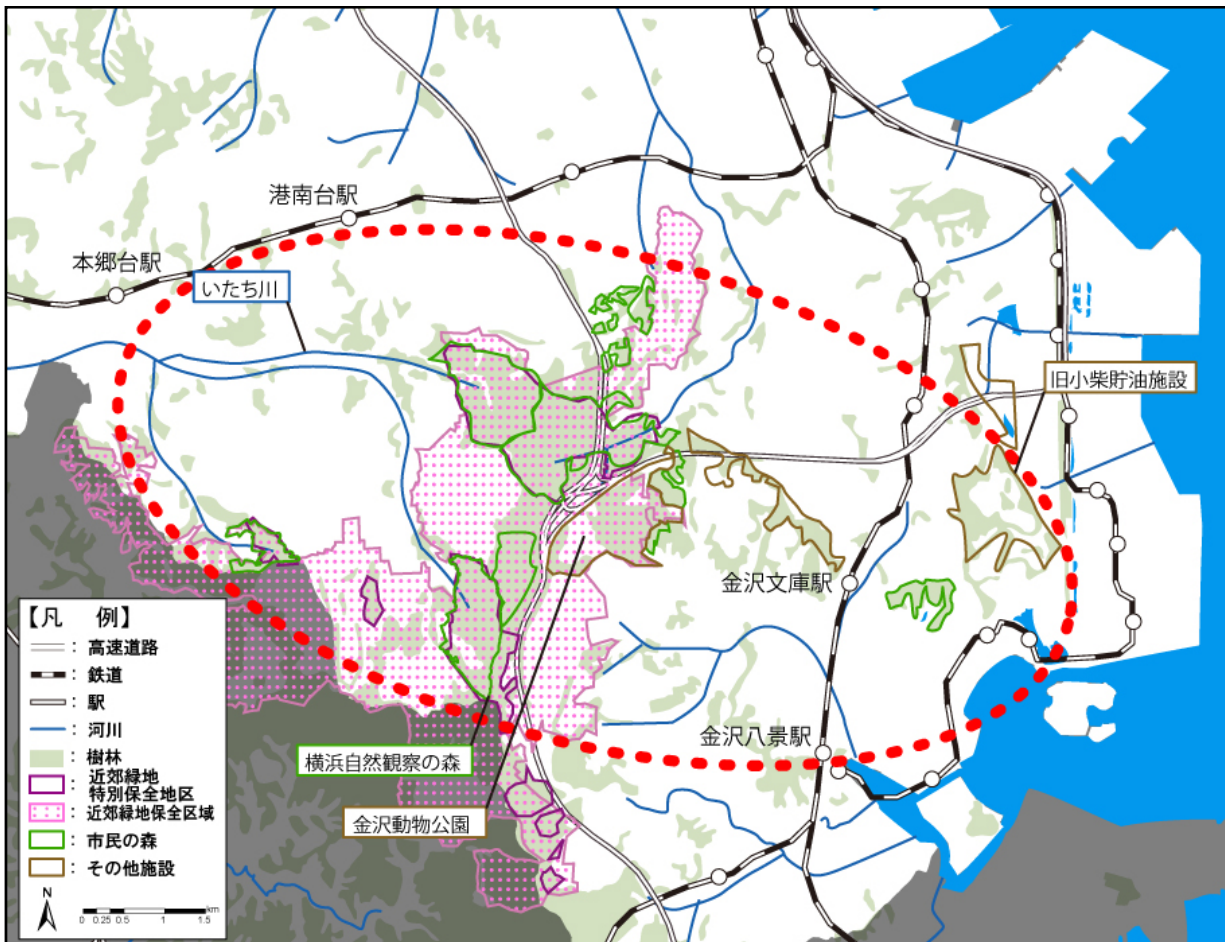 港南台駅
本郷台駅
いたち川
旧小柴貯油施設
金沢文庫駅
金沢八景駅
横浜自然観察の森
金沢動物公園
【凡　例】
: 高速道路
: 鉄道
: 駅
: 河川
: 樹林
: 近郊緑地
特別保全地区
: 近郊緑地保全区域
: 市民の森
: その他施設
N
km
0 0.25 0.5 1 1.5